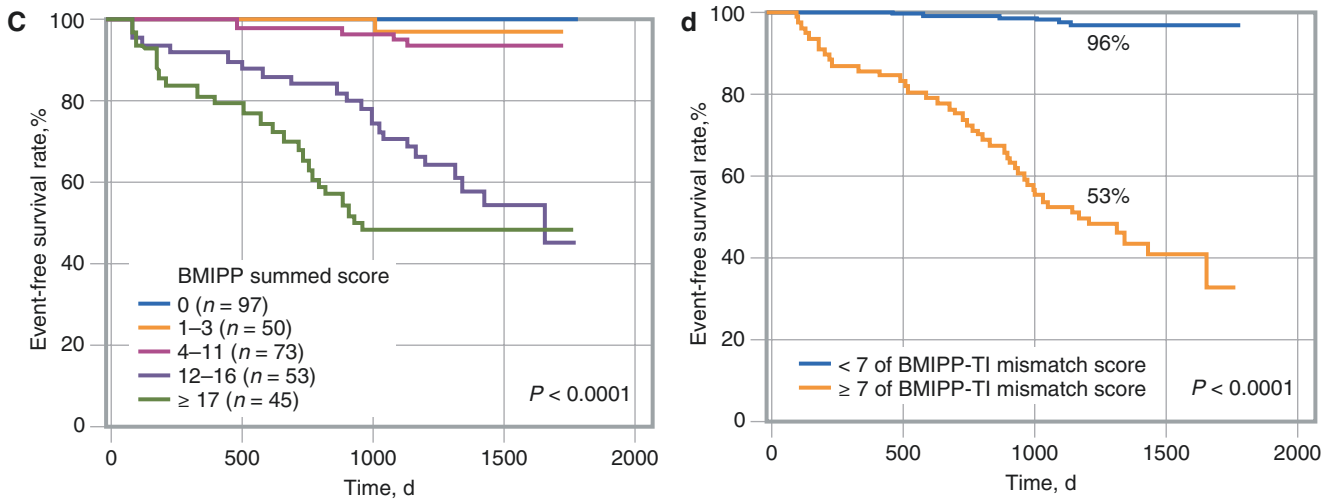 C
Event-free survival rate,%
100
80
60
40
20
0
BMIPP summed score
0 (n = 97)
1–3 (n = 50)
4–11 (n = 73)
12–16 (n = 53)
≥ 17 (n = 45)
P < 0.0001
0 500 1000 1500 2000
Time, d
d
Event-free survival rate,%
100
80
60
40
20
0
96%
53%
< 7 of BMIPP-TI mismatch score
≥ 7 of BMIPP-TI mismatch score
P < 0.0001
0 500 1000 1500 2000
Time, d